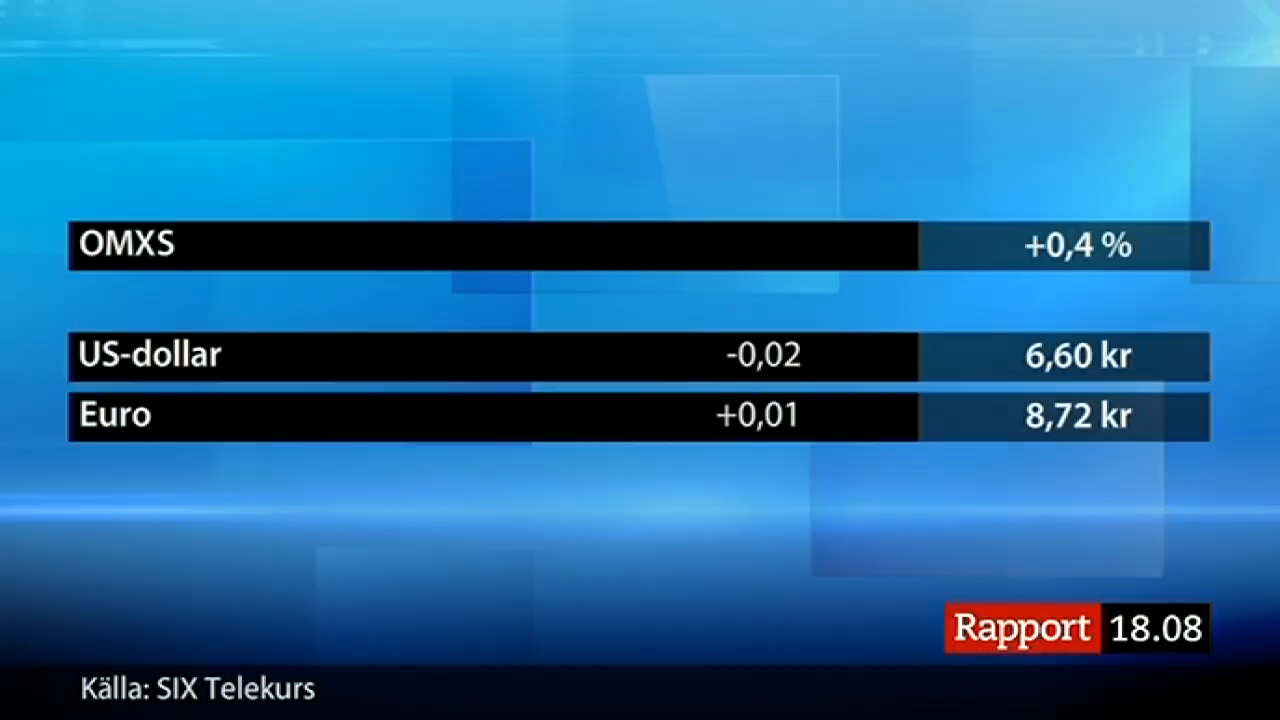 OMXS +0,4 %
US-dollar -0,02 6,60 kr
Euro +0,01 8,72 kr
Rapport 18.08
Källa: SIX Telekurs